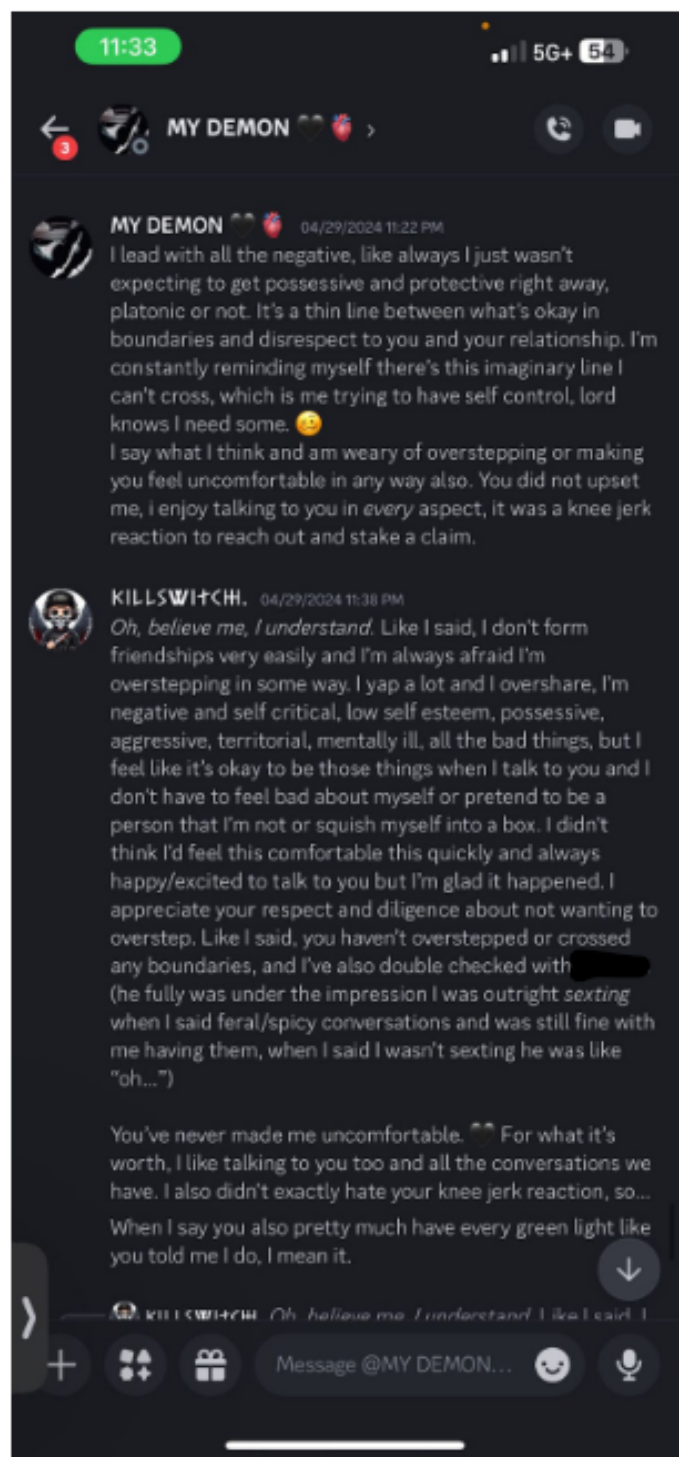 11:33
5G+ 54
3
MY DEMON 🖤 🫀 >
MY DEMON 🖤 🫀 04/29/2024 11:22 PM
I lead with all the negative, like always I just wasn't
expecting to get possessive and protective right away,
platonic or not. It's a thin line between what's okay in
boundaries and disrespect to you and your relationship. I'm
constantly reminding myself there's this imaginary line I
can't cross, which is me trying to have self control, lord
knows I need some. 🥴
I say what I think and am weary of overstepping or making
you feel uncomfortable in any way also. You did not upset
me, i enjoy talking to you in every aspect, it was a knee jerk
reaction to reach out and stake a claim.
KILLSWITCH. 04/29/2024 11:38 PM
Oh, believe me, I understand. Like I said, I don't form
friendships very easily and I'm always afraid I'm
overstepping in some way. I yap a lot and I overshare, I'm
negative and self critical, low self esteem, possessive,
aggressive, territorial, mentally ill, all the bad things, but I
feel like it's okay to be those things when I talk to you and I
don't have to feel bad about myself or pretend to be a
person that I'm not or squish myself into a box. I didn't
think I'd feel this comfortable this quickly and always
happy/excited to talk to you but I'm glad it happened. I
appreciate your respect and diligence about not wanting to
overstep. Like I said, you haven't overstepped or crossed
any boundaries, and I've also double checked with
(he fully was under the impression I was outright sexting
when I said feral/spicy conversations and was still fine with
me having them, when I said I wasn't sexting he was like
"oh...")
You've never made me uncomfortable. 🖤 For what it's
worth, I like talking to you too and all the conversations we
have. I also didn't exactly hate your knee jerk reaction, so...
When I say you also pretty much have every green light like
you told me I do, I mean it.
KILLSWITCH. Oh, believe me, I understand. Like I said, I
Message @MY DEMON...